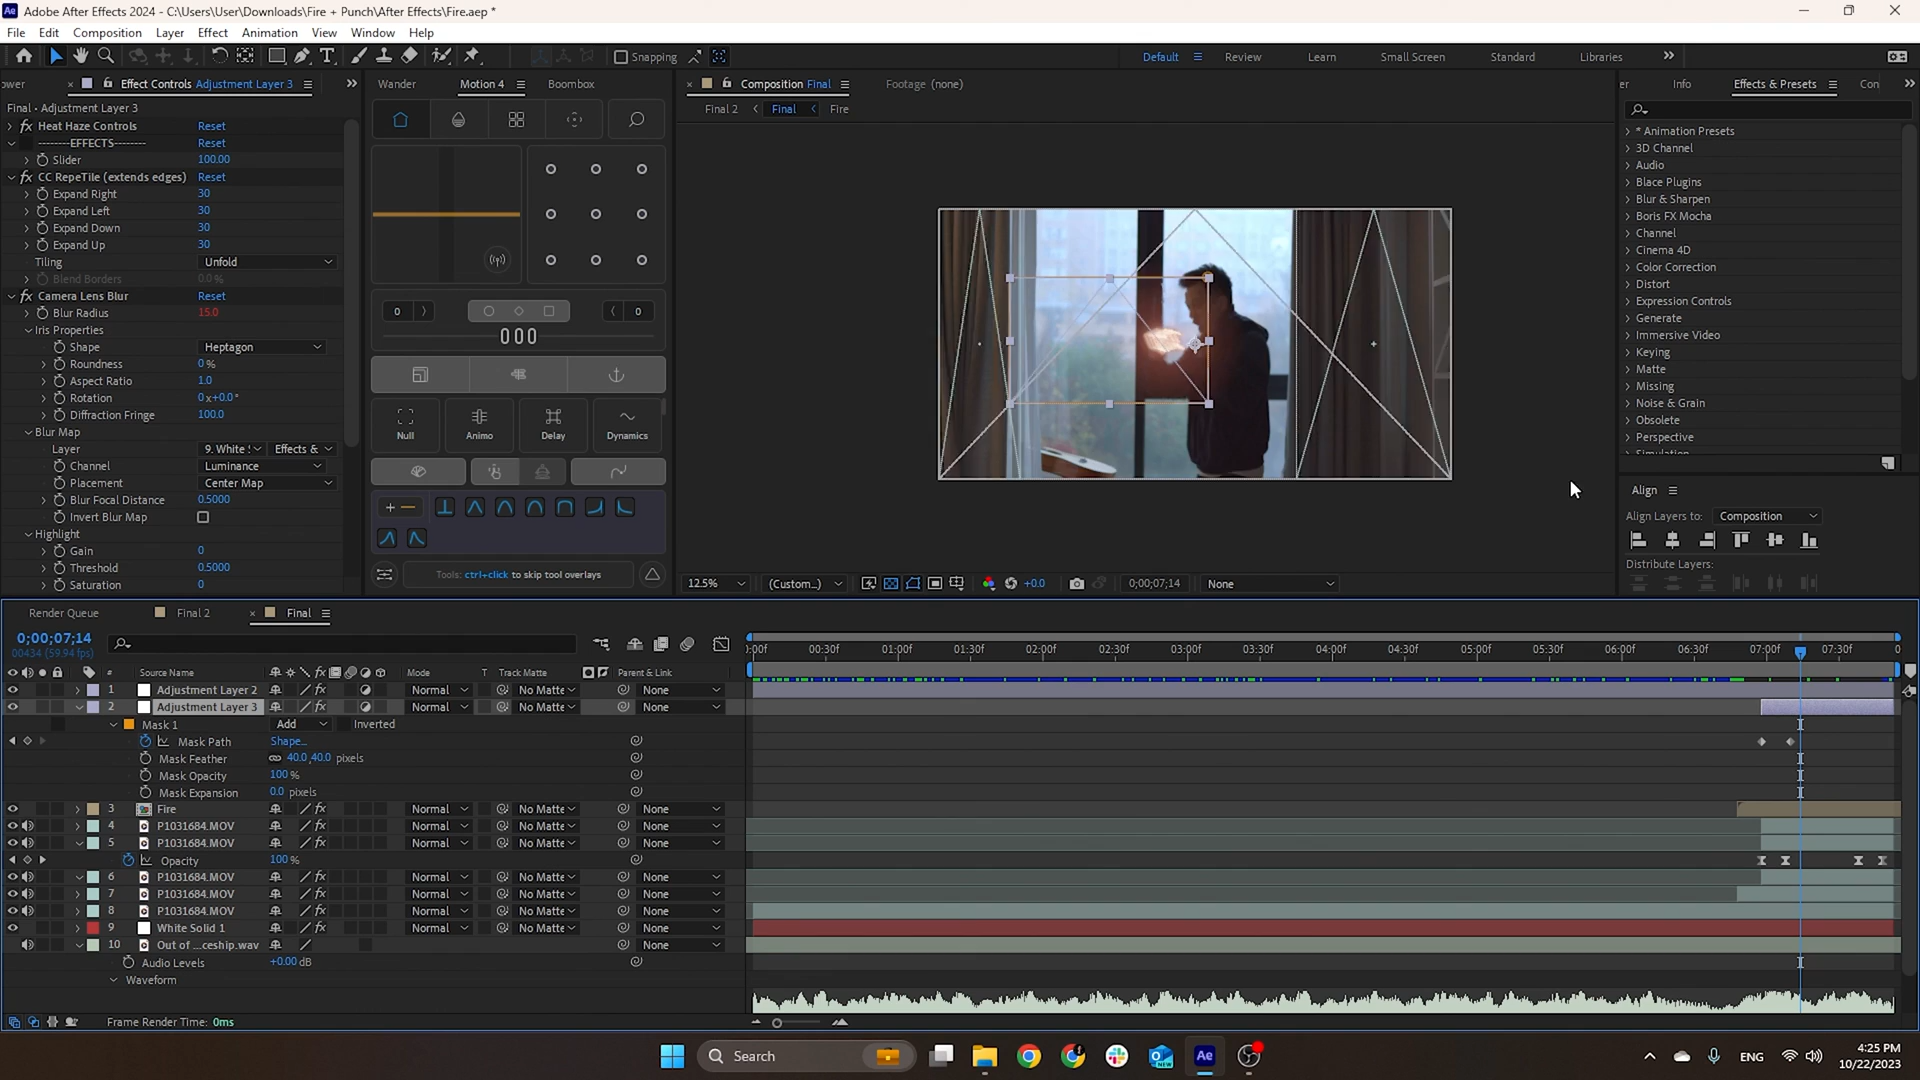 Adobe After Effects 2024 - C:\Users\User\Downloads\Fire + Punch\After Effects\Fire.aep *
File Edit Composition Layer Effect Animation View Window Help
Snapping Default Review Learn Small Screen Standard Libraries
ower Effect Controls Adjustment Layer 3
Final • Adjustment Layer 3
Heat Haze Controls Reset
--------EFFECTS-------- Reset
Slider 100.00
CC RepeTile (extends edges) Reset
Expand Right 30
Expand Left 30
Expand Down 30
Expand Up 30
Tiling Unfold
Blend Borders 0.0 %
Camera Lens Blur Reset
Blur Radius 15.0
Iris Properties
Shape Heptagon
Roundness 0 %
Aspect Ratio 1.0
Rotation 0 x +0.0 °
Diffraction Fringe 100.0
Blur Map
Layer 9. White Effects &
Channel Luminance
Placement Center Map
Blur Focal Distance 0.5000
Invert Blur Map
Highlight
Gain 0
Threshold 0.5000
Saturation 0
Wander Motion 4 Boombox
0 0
000
Null Animo Delay Dynamics
Tools: ctrl+click to skip tool overlays
Composition Final Footage (none)
Final 2 Final Fire
12.5% (Custom...) +0.0 0;00;07;14 None
er Info Effects & Presets Con
* Animation Presets
3D Channel
Audio
Blace Plugins
Blur & Sharpen
Boris FX Mocha
Channel
Cinema 4D
Color Correction
Distort
Expression Controls
Generate
Immersive Video
Keying
Matte
Missing
Noise & Grain
Obsolete
Perspective
Simulation
Align
Align Layers to: Composition
Distribute Layers:
Render Queue Final 2 Final
0;00;07;14
00434 (59.94 fps)
# Source Name Mode T Track Matte Parent & Link
:00f 00:30f 01:00f 01:30f 02:00f 02:30f 03:00f 03:30f 04:00f 04:30f 05:00f 05:30f 06:00f 06:30f 07:00f 07:30f 0
1 Adjustment Layer 2 Normal No Matte None
2 Adjustment Layer 3 Normal No Matte None
Mask 1 Add Inverted
Mask Path Shape...
Mask Feather 40.0,40.0 pixels
Mask Opacity 100 %
Mask Expansion 0.0 pixels
3 Fire Normal No Matte None
4 P1031684.MOV Normal No Matte None
5 P1031684.MOV Normal No Matte None
Opacity 100 %
6 P1031684.MOV Normal No Matte None
7 P1031684.MOV Normal No Matte None
8 P1031684.MOV Normal No Matte None
9 White Solid 1 Normal No Matte None
10 Out of ...ceship.wav None
Audio Levels +0.00 dB
Waveform
Frame Render Time: 0ms
Search
ENG
4:25 PM
10/22/2023